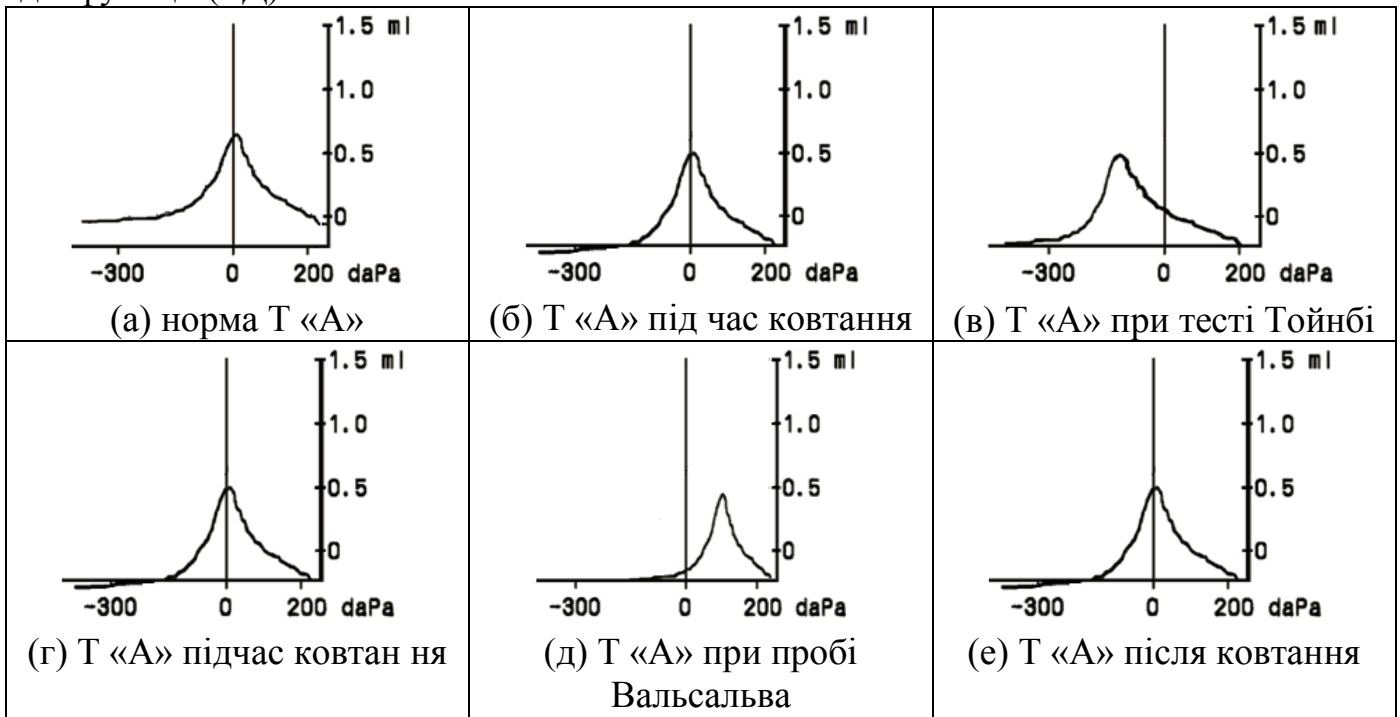 1.5 ml
1.0
0.5
0
-300 0 200 daPa
(а) норма Т «А»
1.5 ml
1.0
0.5
0
-300 0 200 daPa
(б) Т «А» під час ковтання
1.5 ml
1.0
0.5
0
-300 0 200 daPa
(в) Т «А» при тесті Тойнбі
1.5 ml
1.0
0.5
0
-300 0 200 daPa
(г) Т «А» підчас ковтан ня
1.5 ml
1.0
0.5
0
-300 0 200 daPa
(д) Т «А» при пробі
Вальсальва
1.5 ml
1.0
0.5
0
-300 0 200 daPa
(е) Т «А» після ковтання